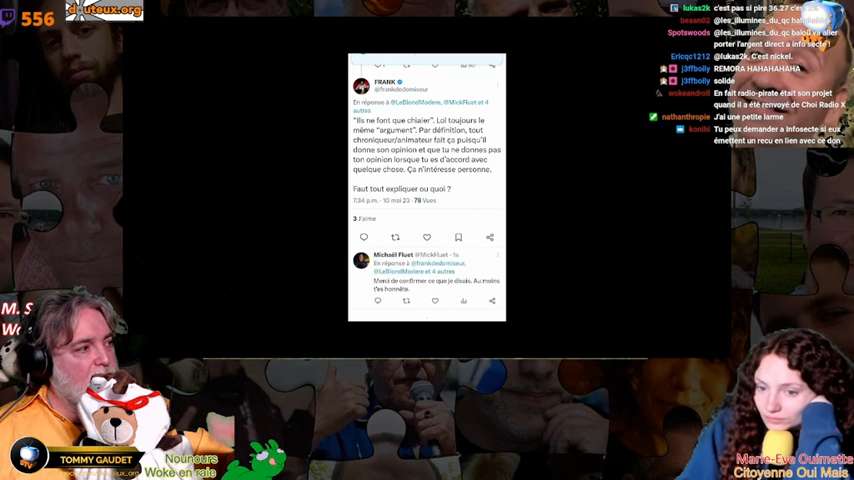 556
douteux.org
FRANK
@frankdedomiseur
En réponse à @LeBlondModere, @MickFluet et 4
autres
"Ils ne font que chialer". Lol toujours le
même "argument". Par définition, tout
chroniqueur/animateur fait ça puisqu'il
donne son opinion et que tu ne donnes pas
ton opinion lorsque tu es d'accord avec
quelque chose. Ça n'intéresse personne.
Faut tout expliquer ou quoi ?
7:34 p.m. · 10 mai 23 · 78 Vues
3 J'aime
Michaël Fluet @MickFluet · 1s
En réponse à @frankdedomiseur,
@LeBlondModere et 4 autres
Merci de confirmer ce que je disais. Au moins
t'es honnête.
lukas2k c'est pas si pire 36.27 c'est
beaan02 @les_illumines_du_qc
Spotswoods @les_illumines_du_qc balou va aller
porter l'argent direct a info secte !
Ericqc1212 @lukas2k, C'est nickel.
j3ffboiy REMORA HAHAHAHAHA
j3ffboiy solide
wokeandroll En fait radio-pirate était son projet
quand il a été renvoyé de Choi Radio X
nathanthropie J'ai une petite larme
konihi Tu peux demander a Infosecte si eux
émettent un recu en lien avec ce don
M. S
Wo
TOMMY GAUDET
Nounours
Woke en raie
Marie-Eve Ouimette
Citoyenne Oui Mais